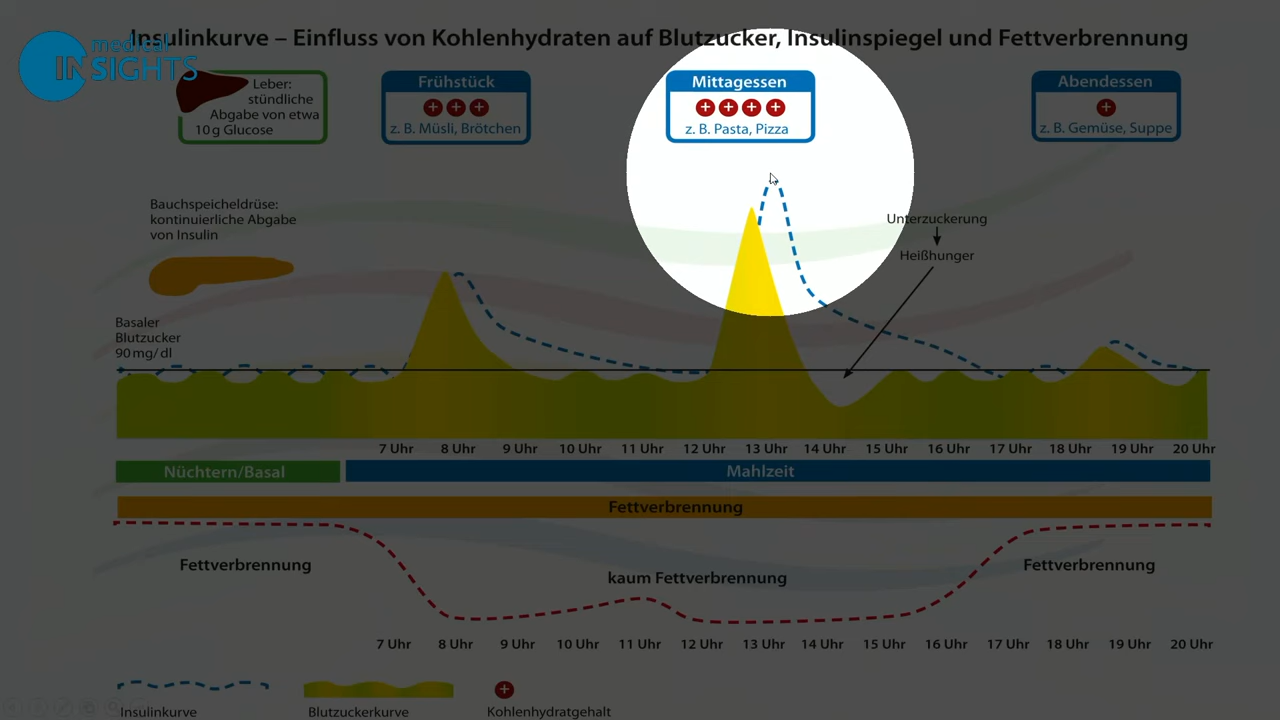 Insulinkurve – Einfluss von Kohlenhydraten auf Blutzucker, Insulinspiegel und Fettverbrennung
medical
INSIGHTS
Leber:
stündliche
Abgabe von etwa
10 g Glucose
Frühstück
z. B. Müsli, Brötchen
Mittagessen
z. B. Pasta, Pizza
Abendessen
z. B. Gemüse, Suppe
Bauchspeicheldrüse:
kontinuierliche Abgabe
von Insulin
Unterzuckerung
Heißhunger
Basaler
Blutzucker
90 mg/dl
7 Uhr 8 Uhr 9 Uhr 10 Uhr 11 Uhr 12 Uhr 13 Uhr 14 Uhr 15 Uhr 16 Uhr 17 Uhr 18 Uhr 19 Uhr 20 Uhr
Nüchtern/Basal Mahlzeit
Fettverbrennung
Fettverbrennung kaum Fettverbrennung Fettverbrennung
7 Uhr 8 Uhr 9 Uhr 10 Uhr 11 Uhr 12 Uhr 13 Uhr 14 Uhr 15 Uhr 16 Uhr 17 Uhr 18 Uhr 19 Uhr 20 Uhr
Insulinkurve Blutzuckerkurve Kohlenhydratgehalt